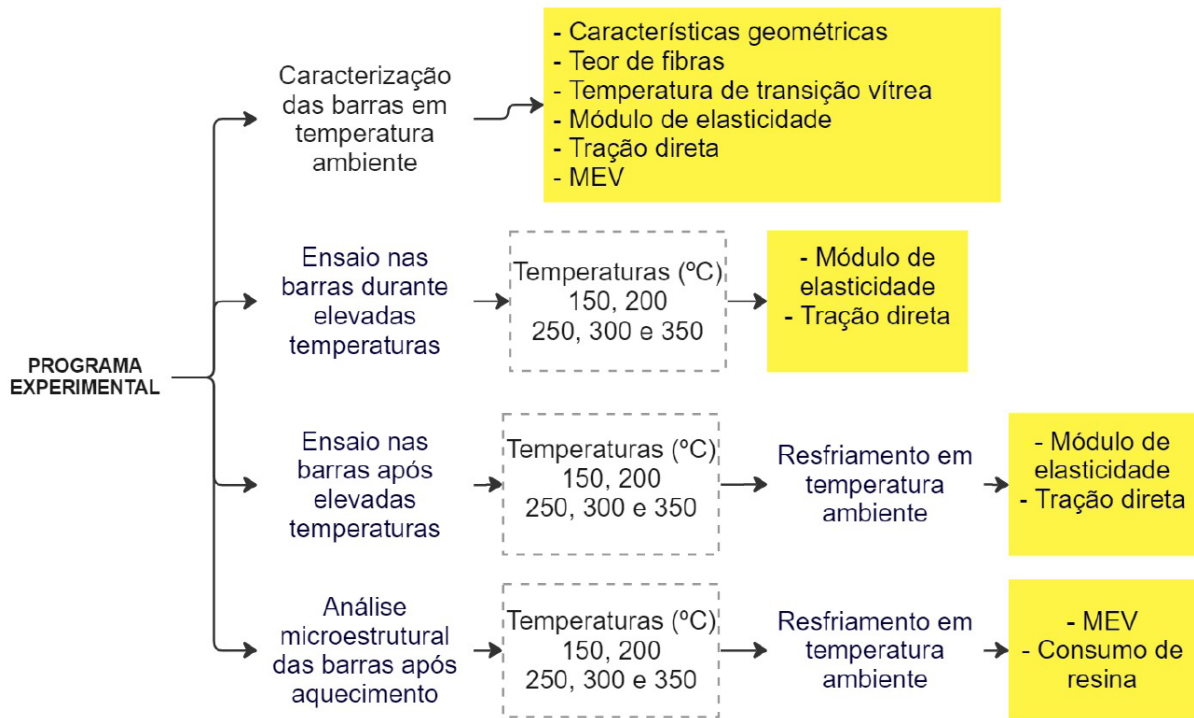 - Características geométricas
- Teor de fibras
- Temperatura de transição vítrea
- Módulo de elasticidade
- Tração direta
- MEV
Caracterização
das barras em
temperatura
ambiente
Ensaio nas
barras durante
elevadas
temperaturas
Temperaturas (ºC)
150, 200
250, 300 e 350
- Módulo de
elasticidade
- Tração direta
PROGRAMA
EXPERIMENTAL
Ensaio nas
barras após
elevadas
temperaturas
Temperaturas (ºC)
150, 200
250, 300 e 350
Resfriamento em
temperatura
ambiente
- Módulo de
elasticidade
- Tração direta
Análise
microestrutural
das barras após
aquecimento
Temperaturas (ºC)
150, 200
250, 300 e 350
Resfriamento em
temperatura
ambiente
- MEV
- Consumo de
resina